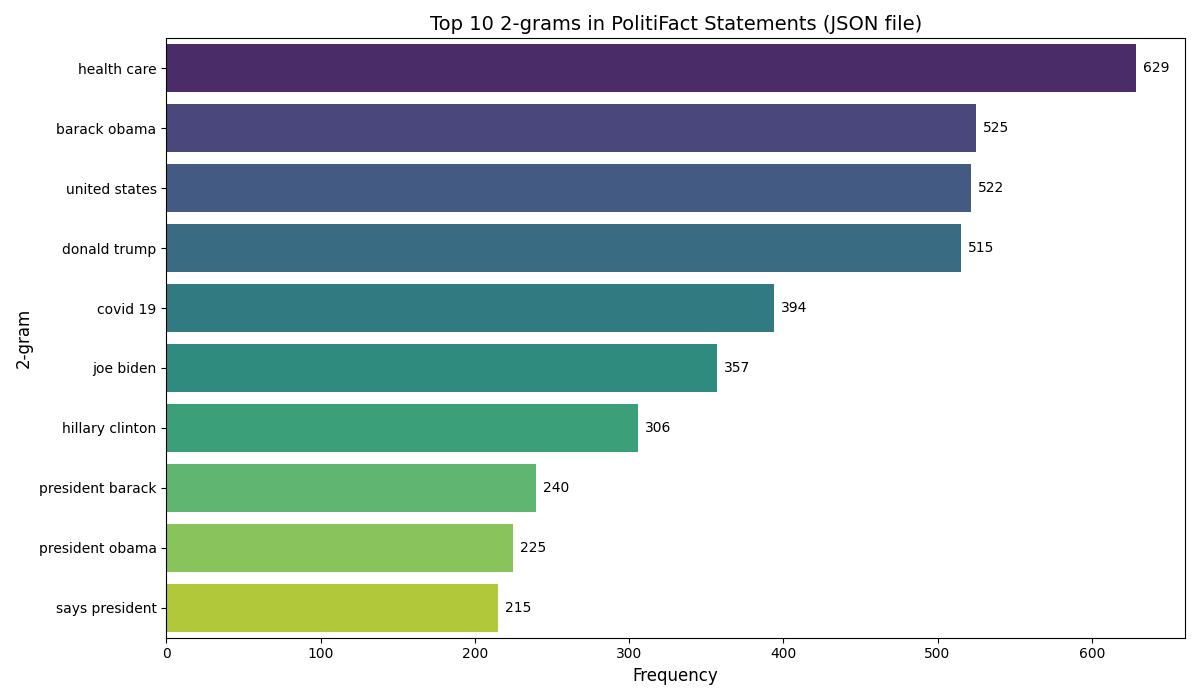 Top 10 2-grams in PolitiFact Statements (JSON file)
2-gram
health care 629
barack obama 525
united states 522
donald trump 515
covid 19 394
joe biden 357
hillary clinton 306
president barack 240
president obama 225
says president 215
0 100 200 300 400 500 600
Frequency